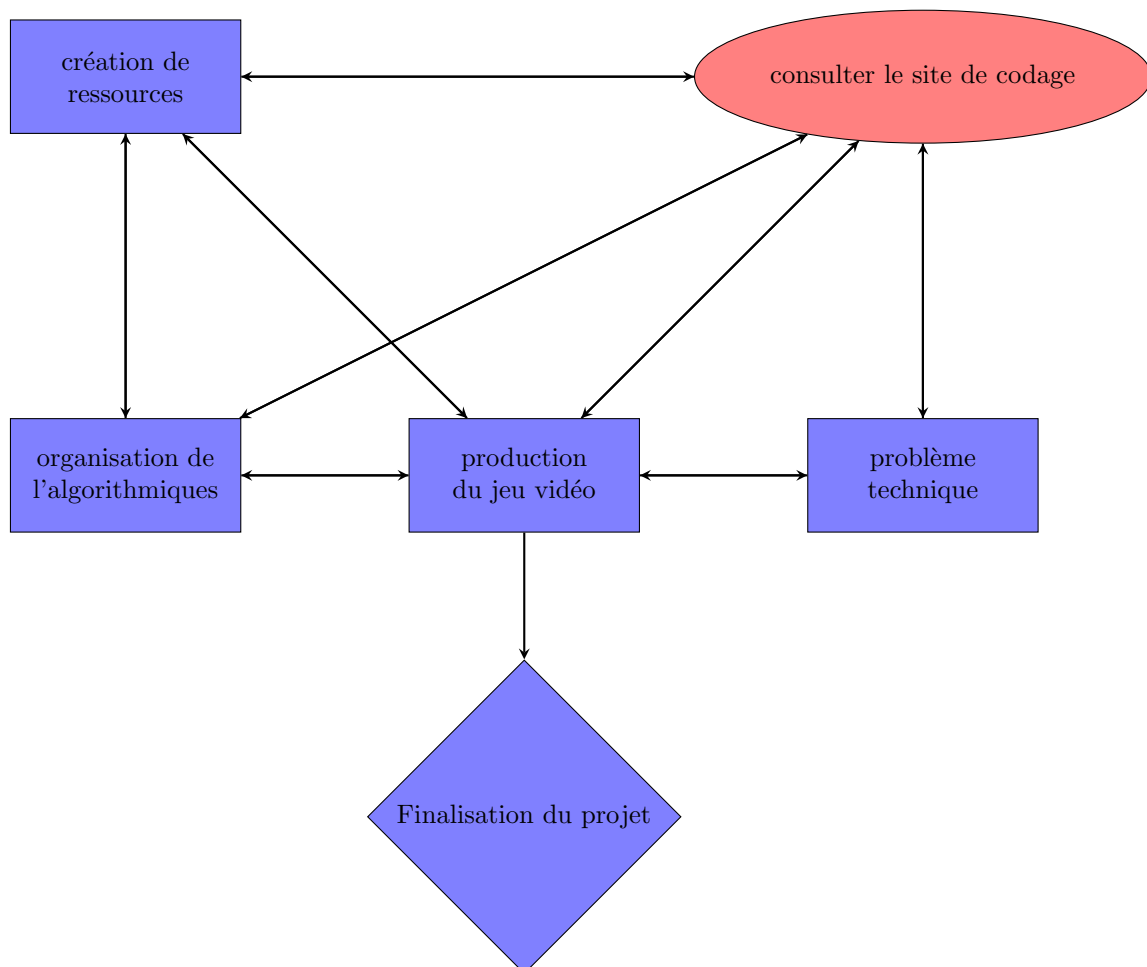 création de
ressources
consulter le site de codage
organisation de
l'algorithmiques
production
du jeu vidéo
problème
technique
Finalisation du projet